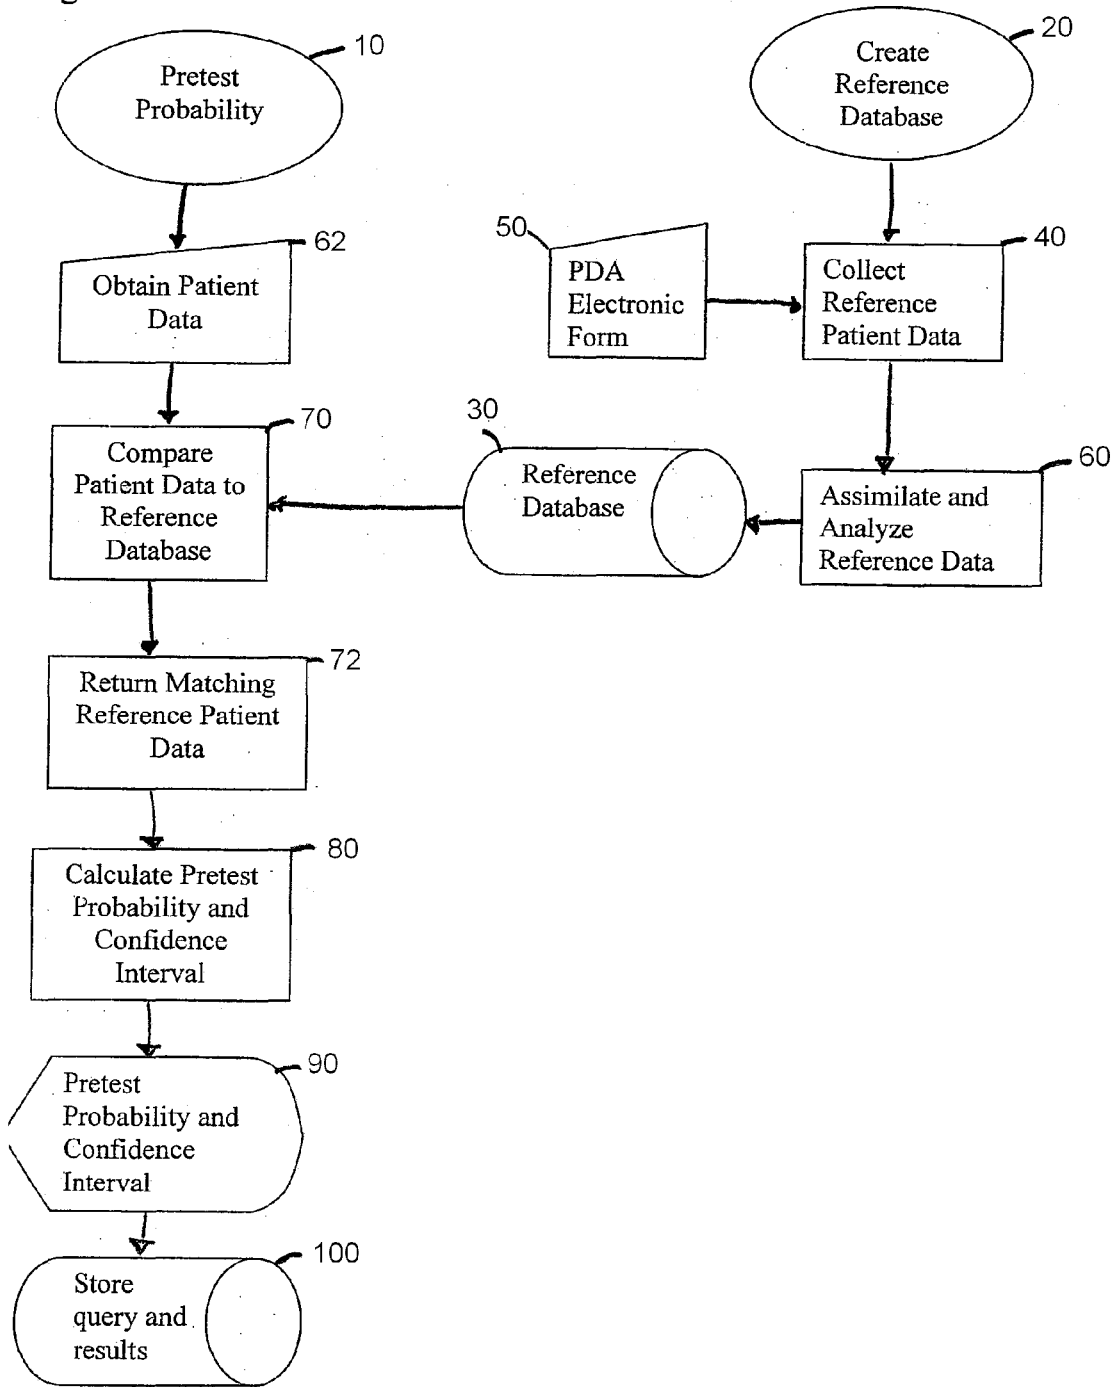 10
Pretest
Probability
20
Create
Reference
Database
62
Obtain Patient
Data
50
PDA
Electronic
Form
40
Collect
Reference
Patient Data
70
Compare
Patient Data to
Reference
Database
30
Reference
Database
60
Assimilate and
Analyze
Reference Data
72
Return Matching
Reference Patient
Data
80
Calculate Pretest
Probability and
Confidence
Interval
90
Pretest
Probability and
Confidence
Interval
100
Store
query and
results